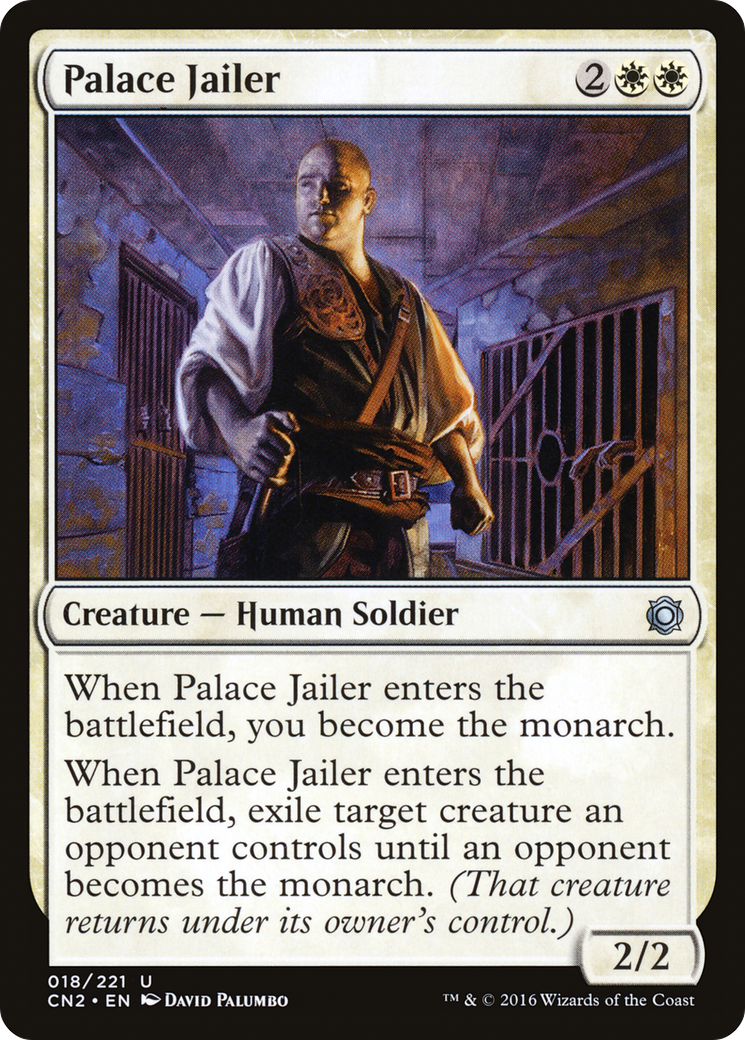 Palace Jailer 2
Creature — Human Soldier
When Palace Jailer enters the
battlefield, you become the monarch.
When Palace Jailer enters the
battlefield, exile target creature an
opponent controls until an opponent
becomes the monarch. (That creature
returns under its owner's control.)
2/2
018/221 U
CN2 • EN DAVID PALUMBO
™ & © 2016 Wizards of the Coast